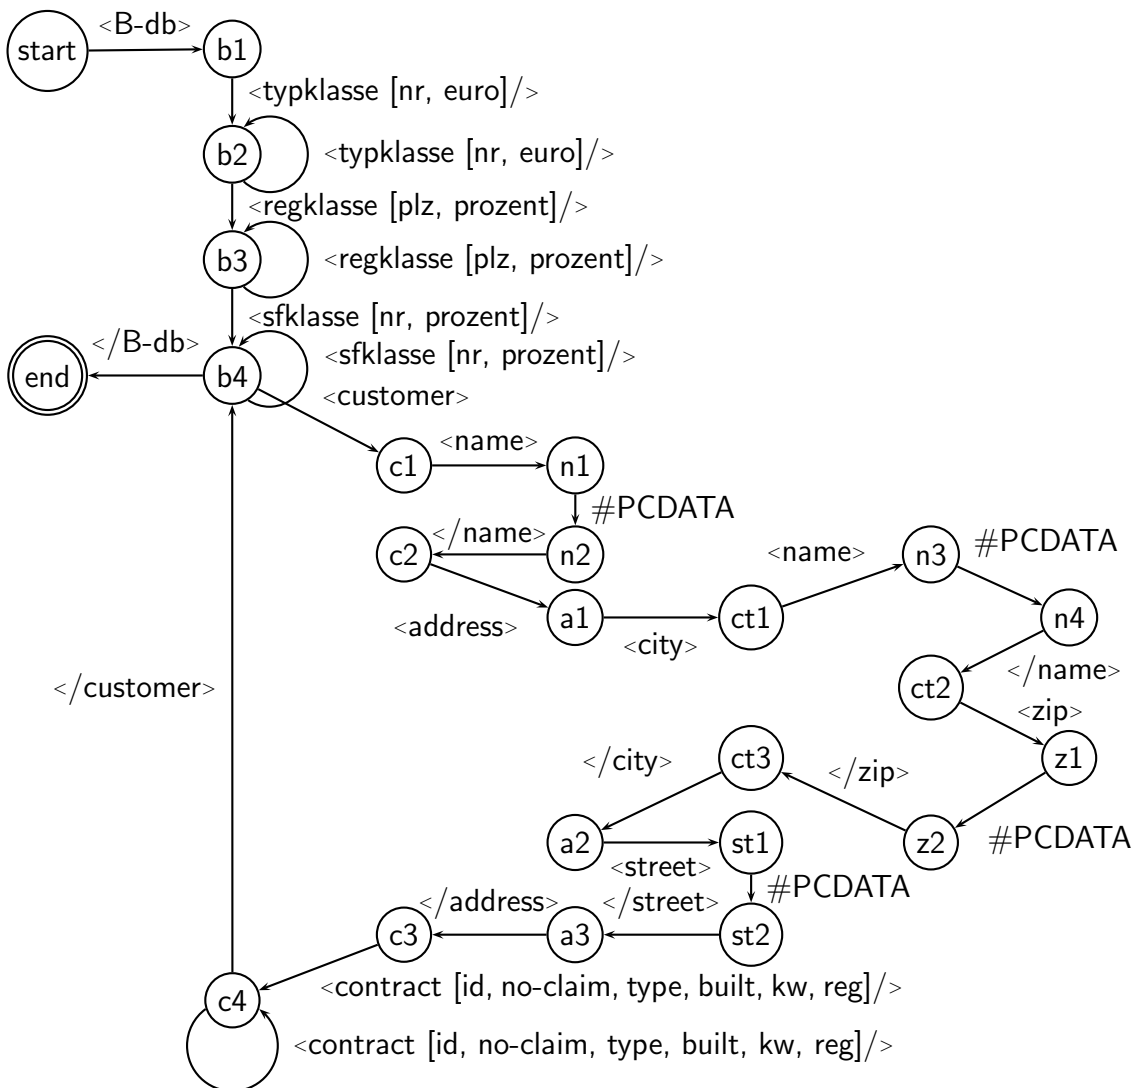 <B-db>
start
b1
<typklasse [nr, euro]/>
b2
<typklasse [nr, euro]/>
<regklasse [plz, prozent]/>
b3
<regklasse [plz, prozent]/>
<sfklasse [nr, prozent]/>
</B-db>
<sfklasse [nr, prozent]/>
end
b4
<customer>
<name>
c1
n1
#PCDATA
</name>
c2
n2
<name>
n3
#PCDATA
<address>
a1
<city>
ct1
n4
</name>
ct2
</customer>
<zip>
</city>
ct3
</zip>
z1
a2
st1
z2
#PCDATA
<street>
#PCDATA
</address>
</street>
c3
a3
st2
<contract [id, no-claim, type, built, kw, reg]/>
c4
<contract [id, no-claim, type, built, kw, reg]/>